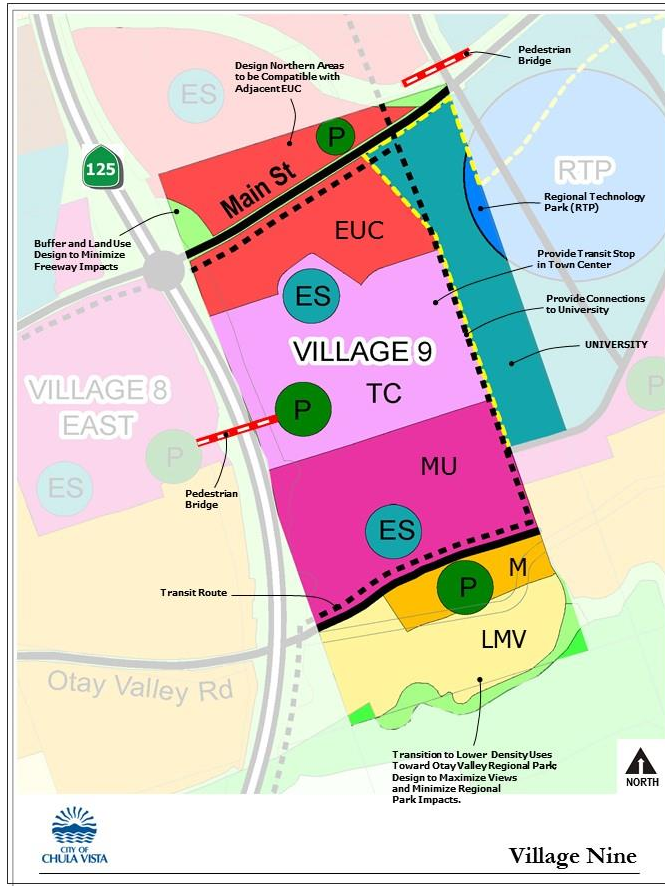 Pedestrian
Bridge
Design Northern Areas
to be Compatible with
Adjacent EUC
ES
P
125
Main St
RTP
Regional Technology
Park (RTP)
Buffer and Land Use
Design to Minimize
Freeway Impacts
EUC
Provide Transit Stop
in Town Center
ES
Provide Connections
to University
UNIVERSITY
VILLAGE 9
TC
VILLAGE 8
EAST
P
P
P
MU
ES
Pedestrian
Bridge
ES
M
P
Transit Route
LMV
Otay Valley Rd
Transition to Lower Density Uses
Toward Otay Valley Regional Park;
Design to Maximize Views
and Minimize Regional
Park Impacts.
NORTH
CITY OF
CHULA VISTA
Village Nine